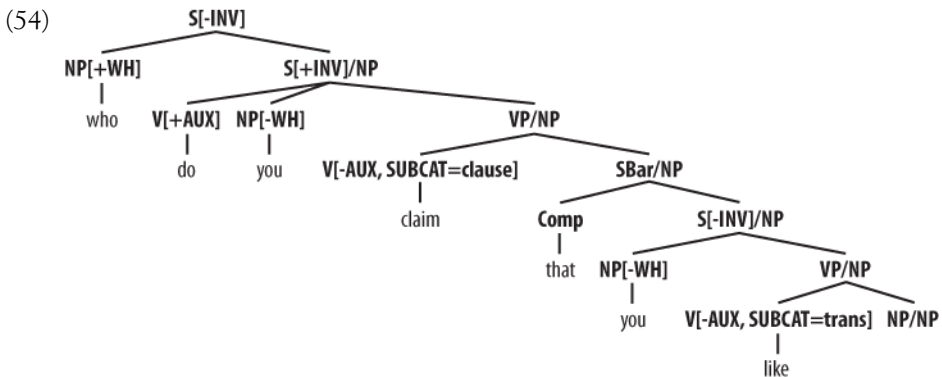 (54)
S[-INV]
NP[+WH] S[+INV]/NP
who V[+AUX] NP[-WH] VP/NP
do you V[-AUX, SUBCAT=clause] SBar/NP
claim Comp S[-INV]/NP
that NP[-WH] VP/NP
you V[-AUX, SUBCAT=trans] NP/NP
like